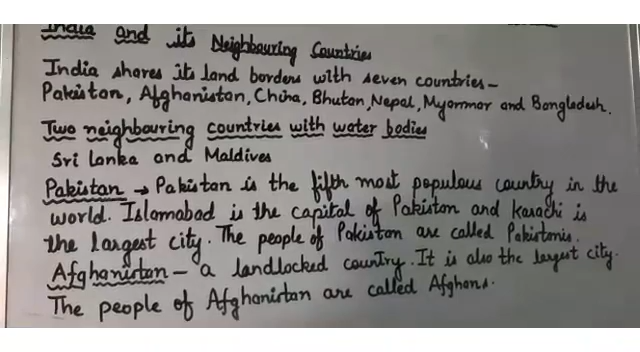 India and its Neighbouring Countries
India shares its land borders with seven countries –
Pakistan, Afghanistan, China, Bhutan, Nepal, Myanmar and Bangladesh.
Two neighbouring countries with water bodies
Sri Lanka and Maldives
Pakistan → Pakistan is the fifth most populous country in the
world. Islamabad is the capital of Pakistan and Karachi is
the largest city. The people of Pakistan are called Pakistanis.
Afghanistan – a landlocked country. It is also the largest city.
The people of Afghanistan are called Afghans.